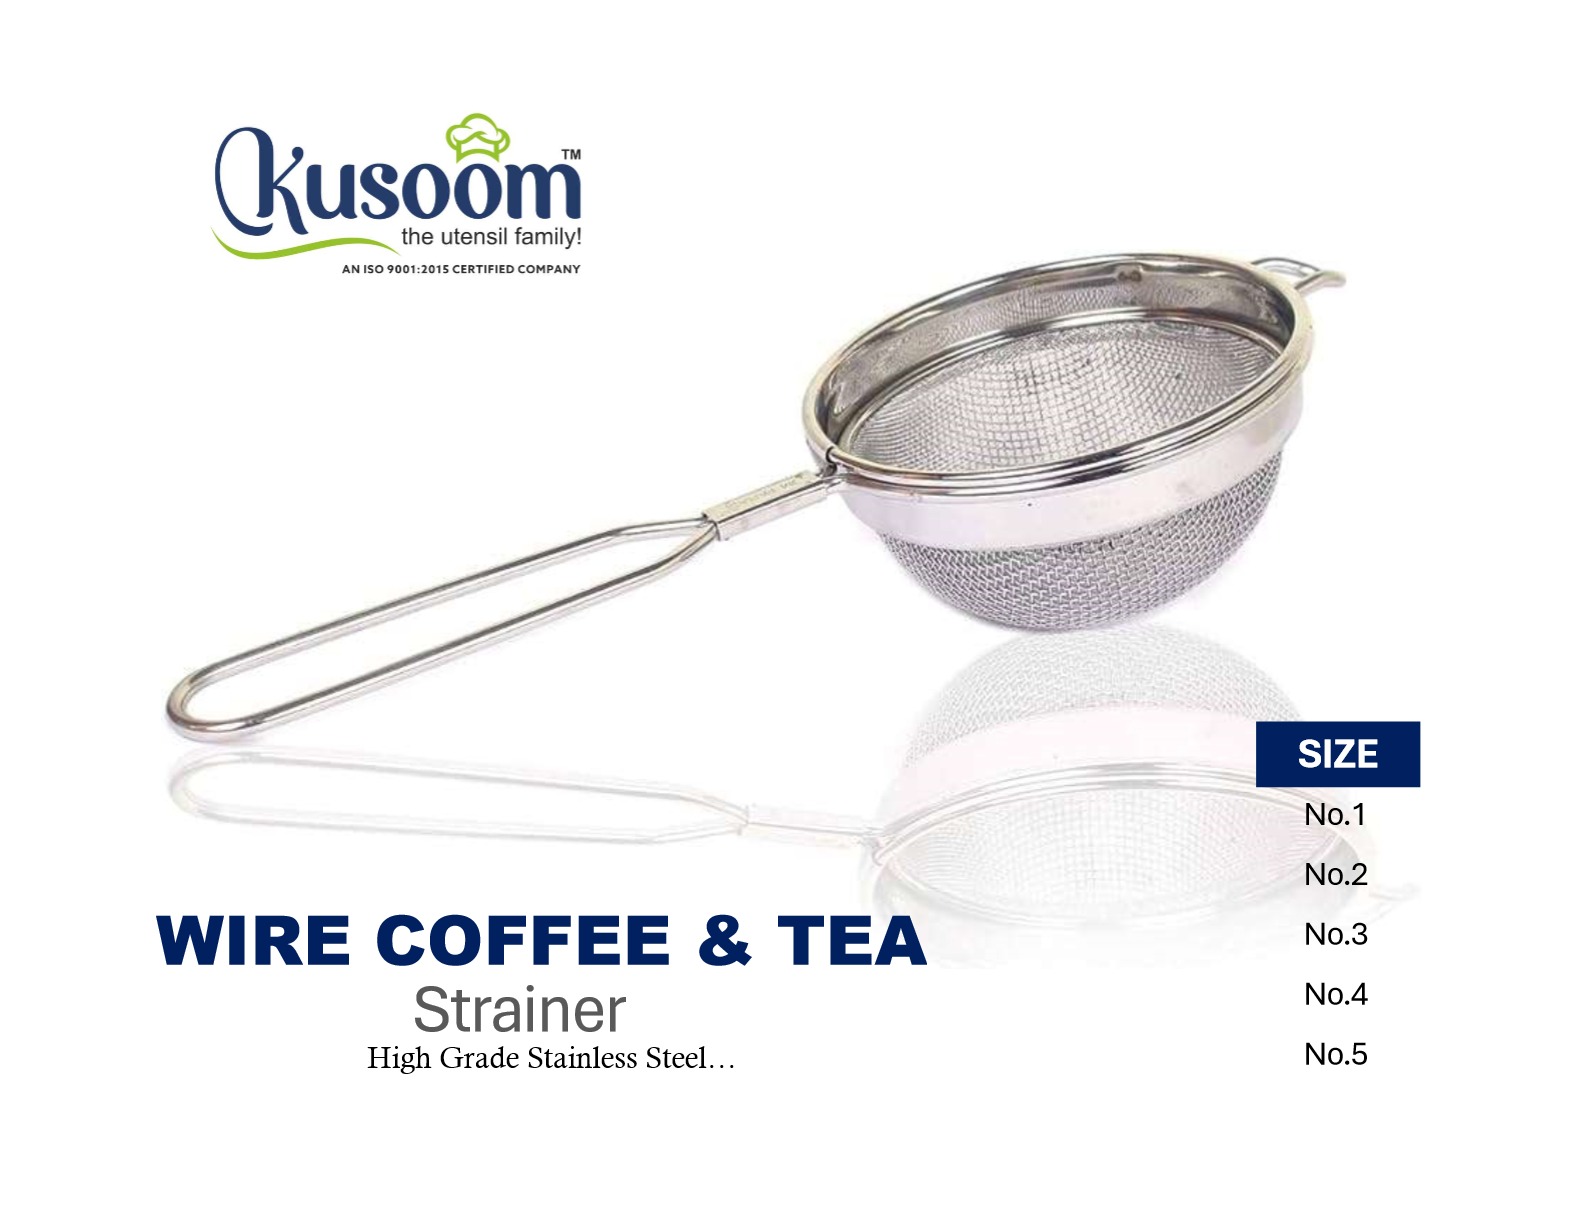 Kusoom™
the utensil family!
AN ISO 9001:2015 CERTIFIED COMPANY
SIZE
No.1
No.2
No.3
No.4
No.5
WIRE COFFEE & TEA
Strainer
High Grade Stainless Steel...